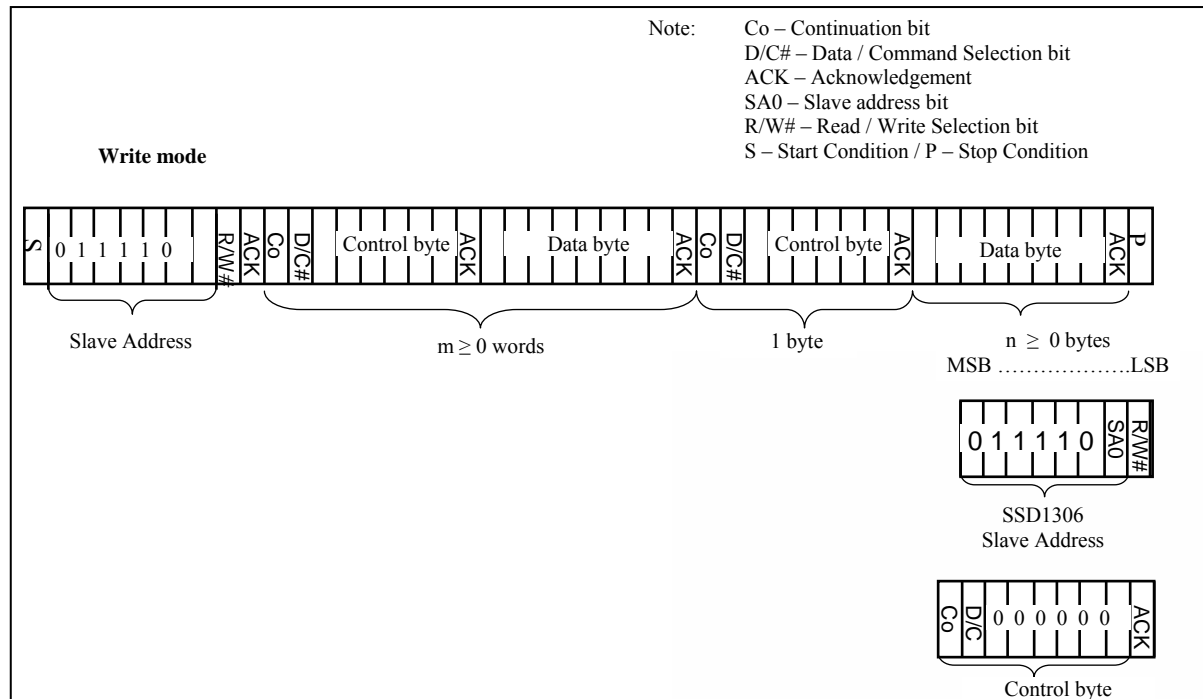 Note: Co – Continuation bit
D/C# – Data / Command Selection bit
ACK – Acknowledgement
SA0 – Slave address bit
R/W# – Read / Write Selection bit
S – Start Condition / P – Stop Condition
Write mode
S 0 1 1 1 1 0 R/W# ACK Co D/C# Control byte ACK Data byte ACK Co D/C# Control byte ACK Data byte ACK P
Slave Address m ≥ 0 words 1 byte n ≥ 0 bytes
MSB ………………….LSB
0 1 1 1 1 0 SA0 R/W#
SSD1306
Slave Address
Co D/C 0 0 0 0 0 0 ACK
Control byte